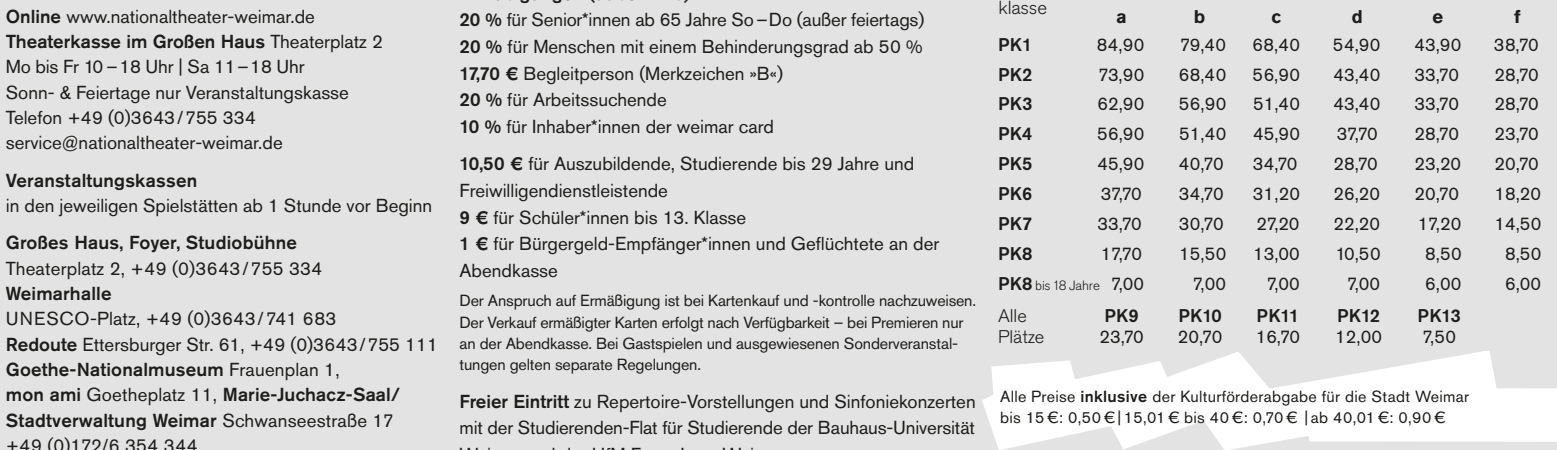 Online www.nationaltheater-weimar.de
Theaterkasse im Großen Haus Theaterplatz 2
Mo bis Fr 10 – 18 Uhr | Sa 11 – 18 Uhr
Sonn- & Feiertage nur Veranstaltungskasse
Telefon +49 (0)3643 / 755 334
service@nationaltheater-weimar.de
Veranstaltungskassen
in den jeweiligen Spielstätten ab 1 Stunde vor Beginn
Großes Haus, Foyer, Studiobühne
Theaterplatz 2, +49 (0)3643 / 755 334
Weimarhalle
UNESCO-Platz, +49 (0)3643 / 741 683
Redoute Ettersburger Str. 61, +49 (0)3643 / 755 111
Goethe-Nationalmuseum Frauenplan 1,
mon ami Goetheplatz 11, Marie-Juchacz-Saal/
Stadtverwaltung Weimar Schwanseestraße 17
+49 (0)172/6 354 344
20 % für Senior*innen ab 65 Jahre So – Do (außer feiertags)
20 % für Menschen mit einem Behinderungsgrad ab 50 %
17,70 € Begleitperson (Merkzeichen »B«)
20 % für Arbeitssuchende
10 % für Inhaber*innen der weimar card
10,50 € für Auszubildende, Studierende bis 29 Jahre und
Freiwilligendienstleistende
9 € für Schüler*innen bis 13. Klasse
1 € für Bürgergeld-Empfänger*innen und Geflüchtete an der
Abendkasse
Der Anspruch auf Ermäßigung ist bei Kartenkauf und -kontrolle nachzuweisen.
Der Verkauf ermäßigter Karten erfolgt nach Verfügbarkeit – bei Premieren nur
an der Abendkasse. Bei Gastspielen und ausgewiesenen Sonderveranstal-
tungen gelten separate Regelungen.
Freier Eintritt zu Repertoire-Vorstellungen und Sinfoniekonzerten
mit der Studierenden-Flat für Studierende der Bauhaus-Universität
klasse
a b c d e f
PK1 84,90 79,40 68,40 54,90 43,90 38,70
PK2 73,90 68,40 56,90 43,40 33,70 28,70
PK3 62,90 56,90 51,40 43,40 33,70 28,70
PK4 56,90 51,40 45,90 37,70 28,70 23,70
PK5 45,90 40,70 34,70 28,70 23,20 20,70
PK6 37,70 34,70 31,20 26,20 20,70 18,20
PK7 33,70 30,70 27,20 22,20 17,20 14,50
PK8 17,70 15,50 13,00 10,50 8,50 8,50
PK8 bis 18 Jahre 7,00 7,00 7,00 7,00 6,00 6,00
Alle PK9 PK10 PK11 PK12 PK13
Plätze 23,70 20,70 16,70 12,00 7,50
Alle Preise inklusive der Kulturförderabgabe für die Stadt Weimar
bis 15 €: 0,50 € | 15,01 € bis 40 €: 0,70 € | ab 40,01 €: 0,90 €